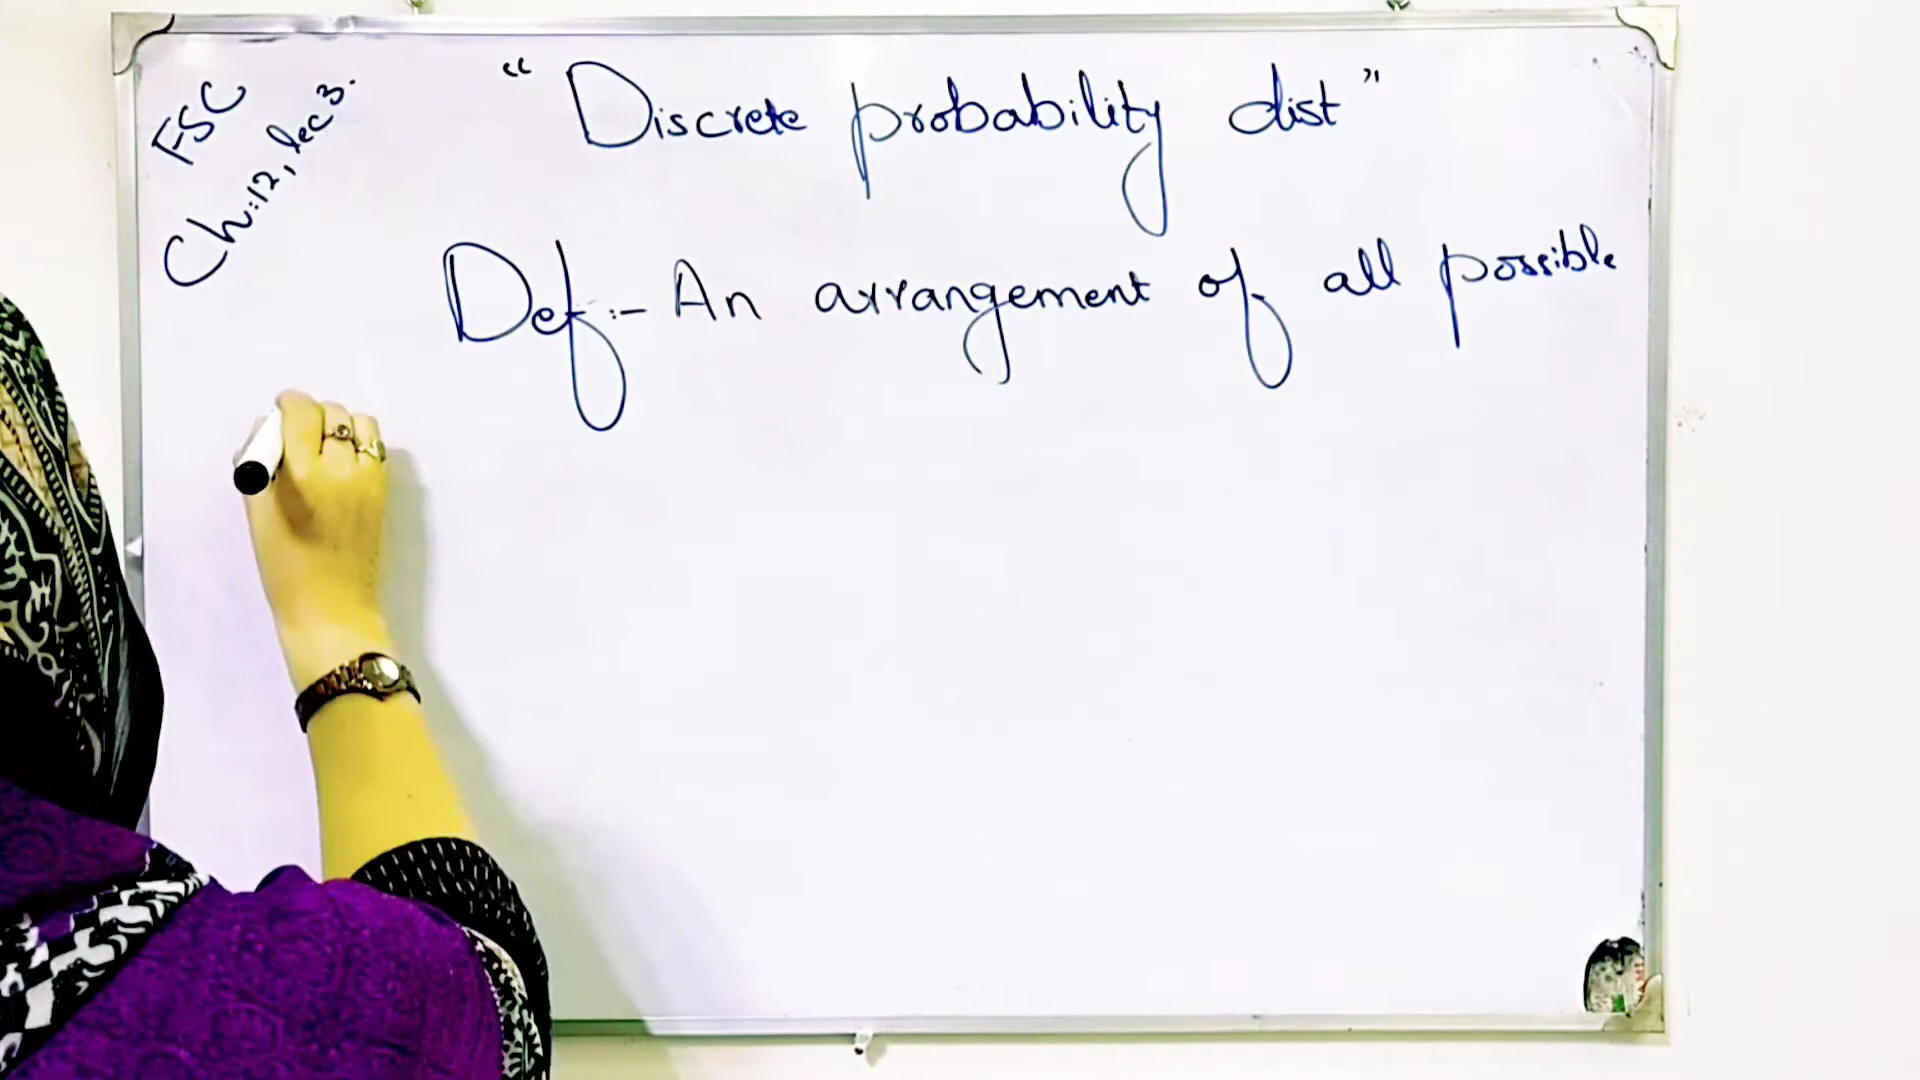 FSC
Ch:12, lec 3.
"Discrete probability dist"
Def:- An arrangement of all possible